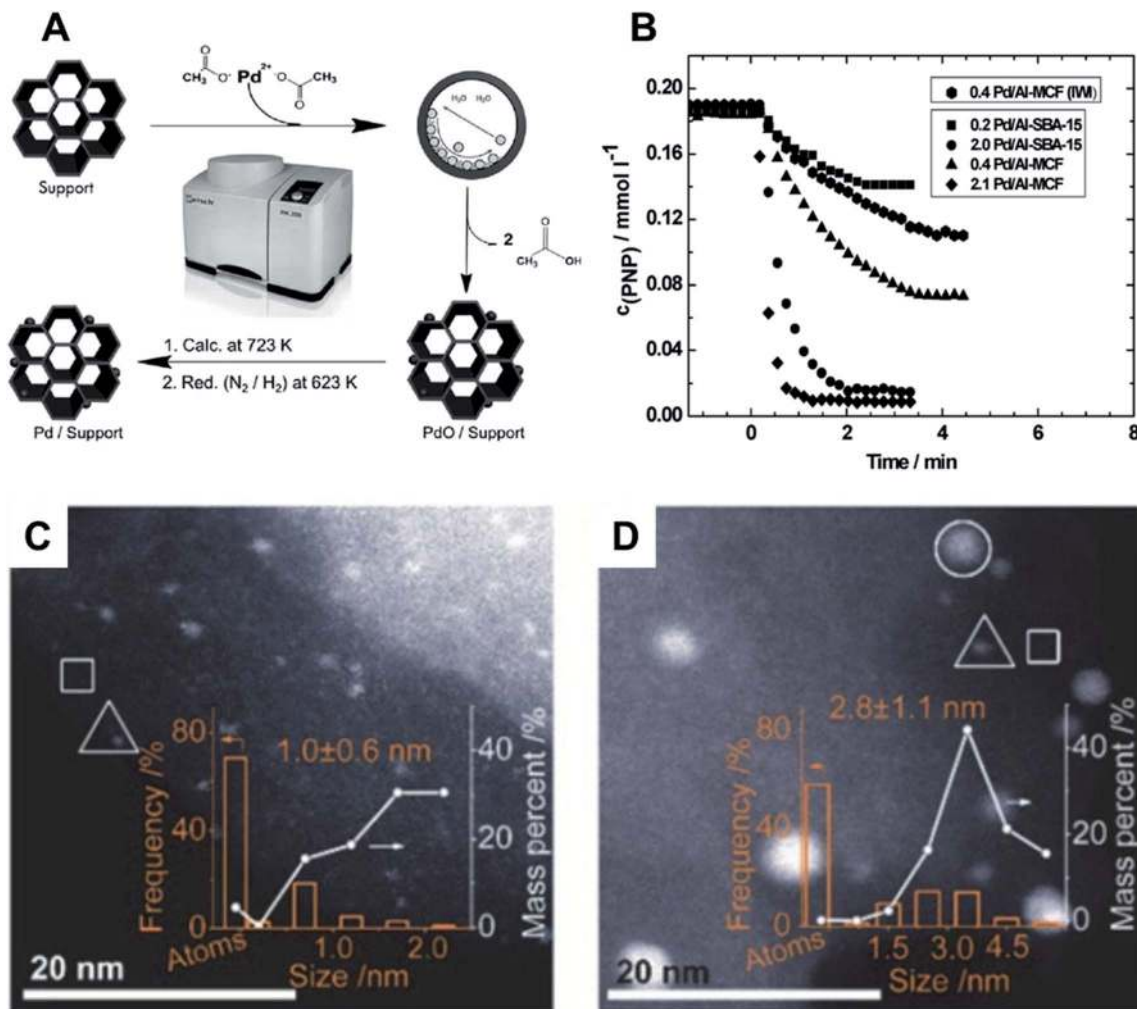 A
CH₃
O
O⁻
Pd²⁺
⁻O
O
CH₃
H₂O H₂O
Support
2
O
OH
1. Calc. at 723 K
2. Red. (N₂ / H₂) at 623 K
Pd / Support
PdO / Support
B
0.20
0.16
0.12
0.08
0.04
0.00
c(PNP) / mmol l⁻¹
0.4 Pd/Al-MCF (IWI)
0.2 Pd/Al-SBA-15
2.0 Pd/Al-SBA-15
0.4 Pd/Al-MCF
2.1 Pd/Al-MCF
0 2 4 6 8
Time / min
C
1.0±0.6 nm
Frequency /%
80
40
0
Mass percent /%
40
20
0
Atoms 1.0 2.0
Size /nm
20 nm
D
2.8±1.1 nm
Frequency /%
80
40
0
Mass percent /%
40
20
0
Atoms 1.5 3.0 4.5
Size /nm
20 nm